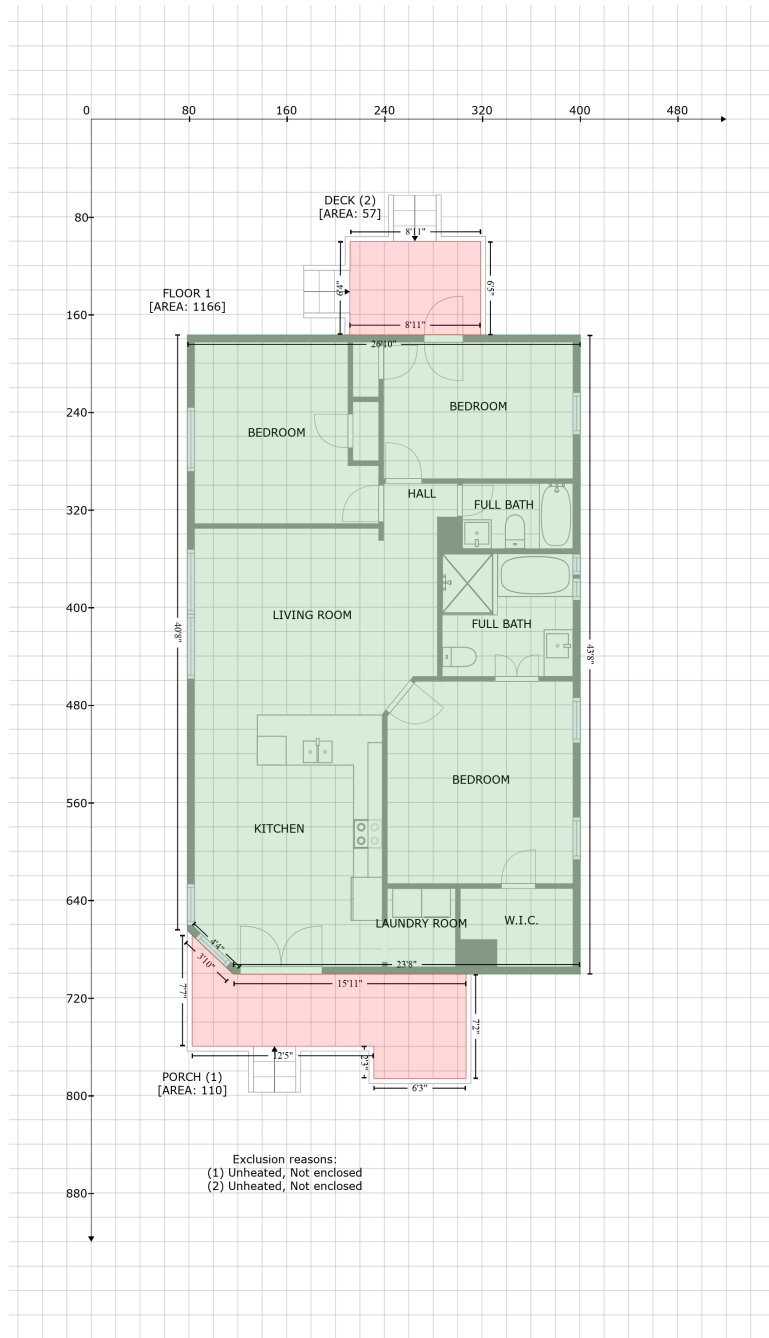 0 80 160 240 320 400 480
DECK (2)
[AREA: 57]
80
8'11"
6'4"
6'5"
FLOOR 1
[AREA: 1166]
160
8'11"
26'10"
240
BEDROOM
BEDROOM
HALL
320
FULL BATH
400
LIVING ROOM
FULL BATH
40'8"
43'8"
480
560
BEDROOM
KITCHEN
640
LAUNDRY ROOM
W.I.C.
4'4"
3'10"
23'8"
7'7"
15'11"
720
7'2"
12'5"
2'3"
PORCH (1)
[AREA: 110]
6'3"
800
Exclusion reasons:
(1) Unheated, Not enclosed
(2) Unheated, Not enclosed
880